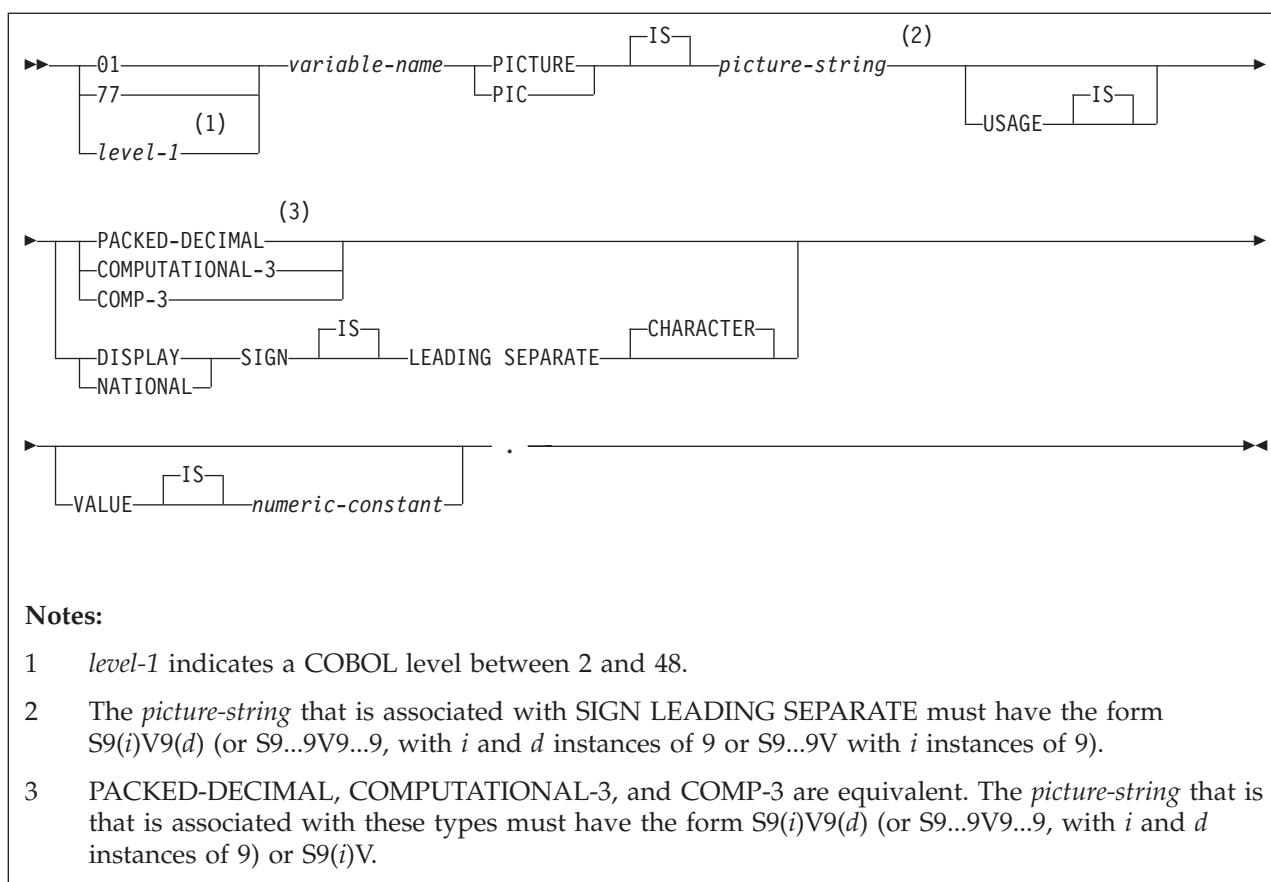 IS (2)
01 variable-name PICTURE picture-string
77 PIC IS
(1) USAGE
level-1
(3)
PACKED-DECIMAL
COMPUTATIONAL-3
COMP-3
IS CHARACTER
DISPLAY SIGN LEADING SEPARATE
NATIONAL
.
IS
VALUE numeric-constant
Notes:
1 level-1 indicates a COBOL level between 2 and 48.
2 The picture-string that is associated with SIGN LEADING SEPARATE must have the form
S9(i)V9(d) (or S9...9V9...9, with i and d instances of 9 or S9...9V with i instances of 9).
3 PACKED-DECIMAL, COMPUTATIONAL-3, and COMP-3 are equivalent. The picture-string that is
that is associated with these types must have the form S9(i)V9(d) (or S9...9V9...9, with i and d
instances of 9) or S9(i)V.